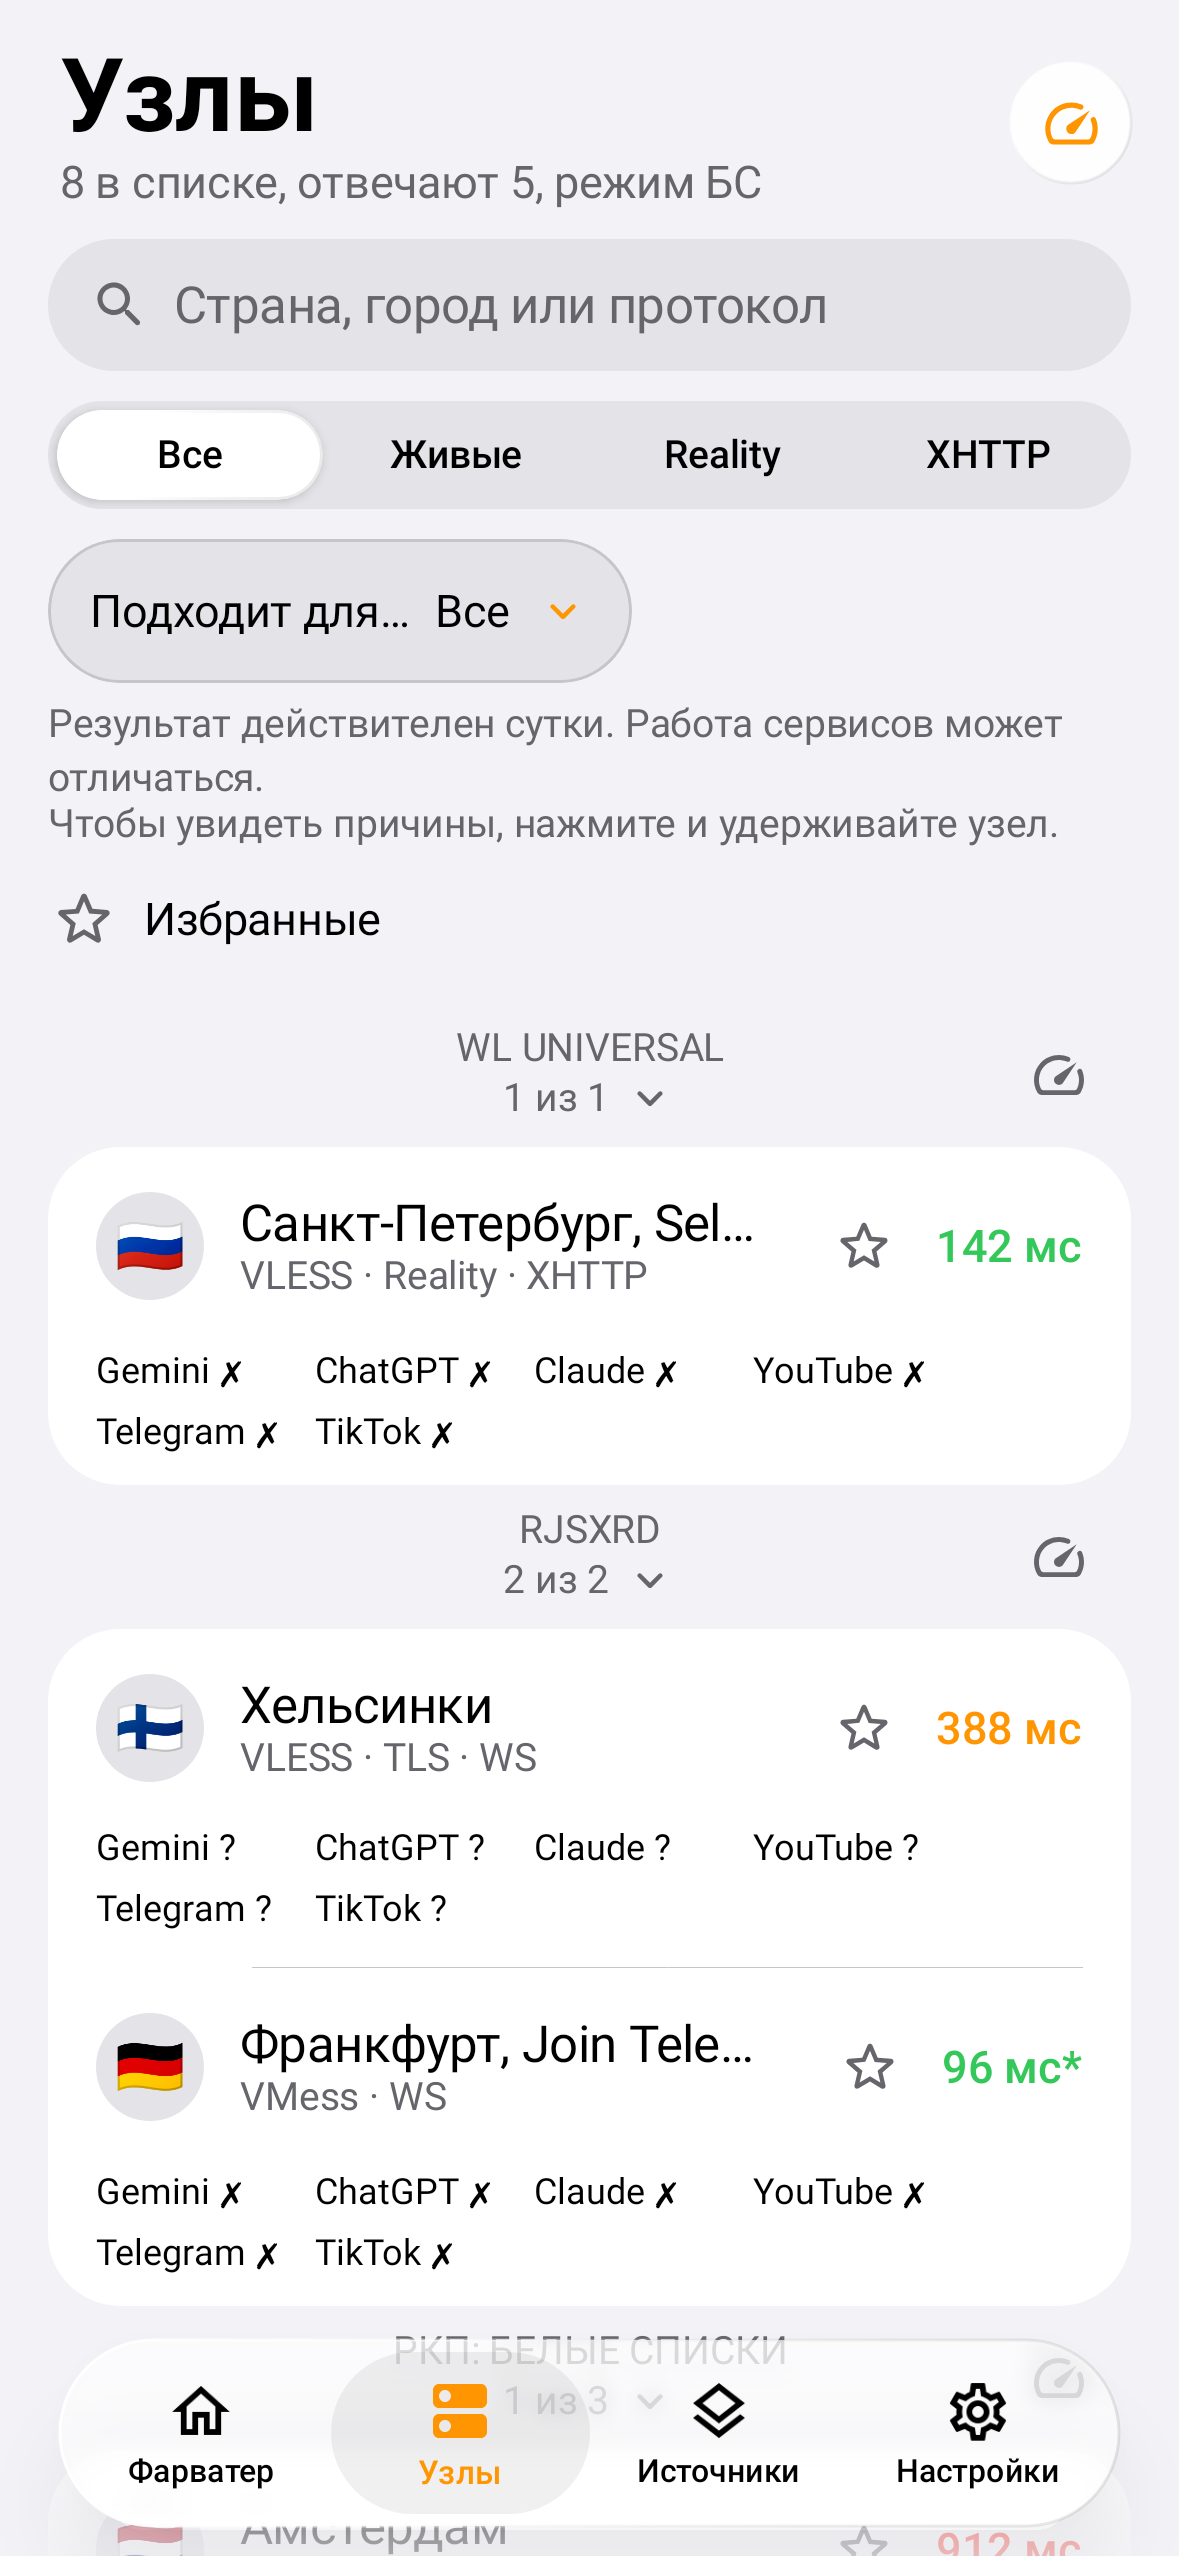 Узлы
8 в списке, отвечают 5, режим БС
Страна, город или протокол
Все Живые Reality XHTTP
Подходит для... Все
Результат действителен сутки. Работа сервисов может
отличаться.
Чтобы увидеть причины, нажмите и удерживайте узел.
Избранные
WL UNIVERSAL
1 из 1
Санкт-Петербург, Sel...
142 мс
VLESS · Reality · XHTTP
Gemini ✗ ChatGPT ✗ Claude ✗ YouTube ✗
Telegram ✗ TikTok ✗
RJSXRD
2 из 2
Хельсинки
388 мс
VLESS · TLS · WS
Gemini ? ChatGPT ? Claude ? YouTube ?
Telegram ? TikTok ?
Франкфурт, Join Tele...
96 мс*
VMess · WS
Gemini ✗ ChatGPT ✗ Claude ✗ YouTube ✗
Telegram ✗ TikTok ✗
РКП: БЕЛЫЕ СПИСКИ
1 из 3
Фарватер Узлы Источники Настройки
Амстердам
912 мс